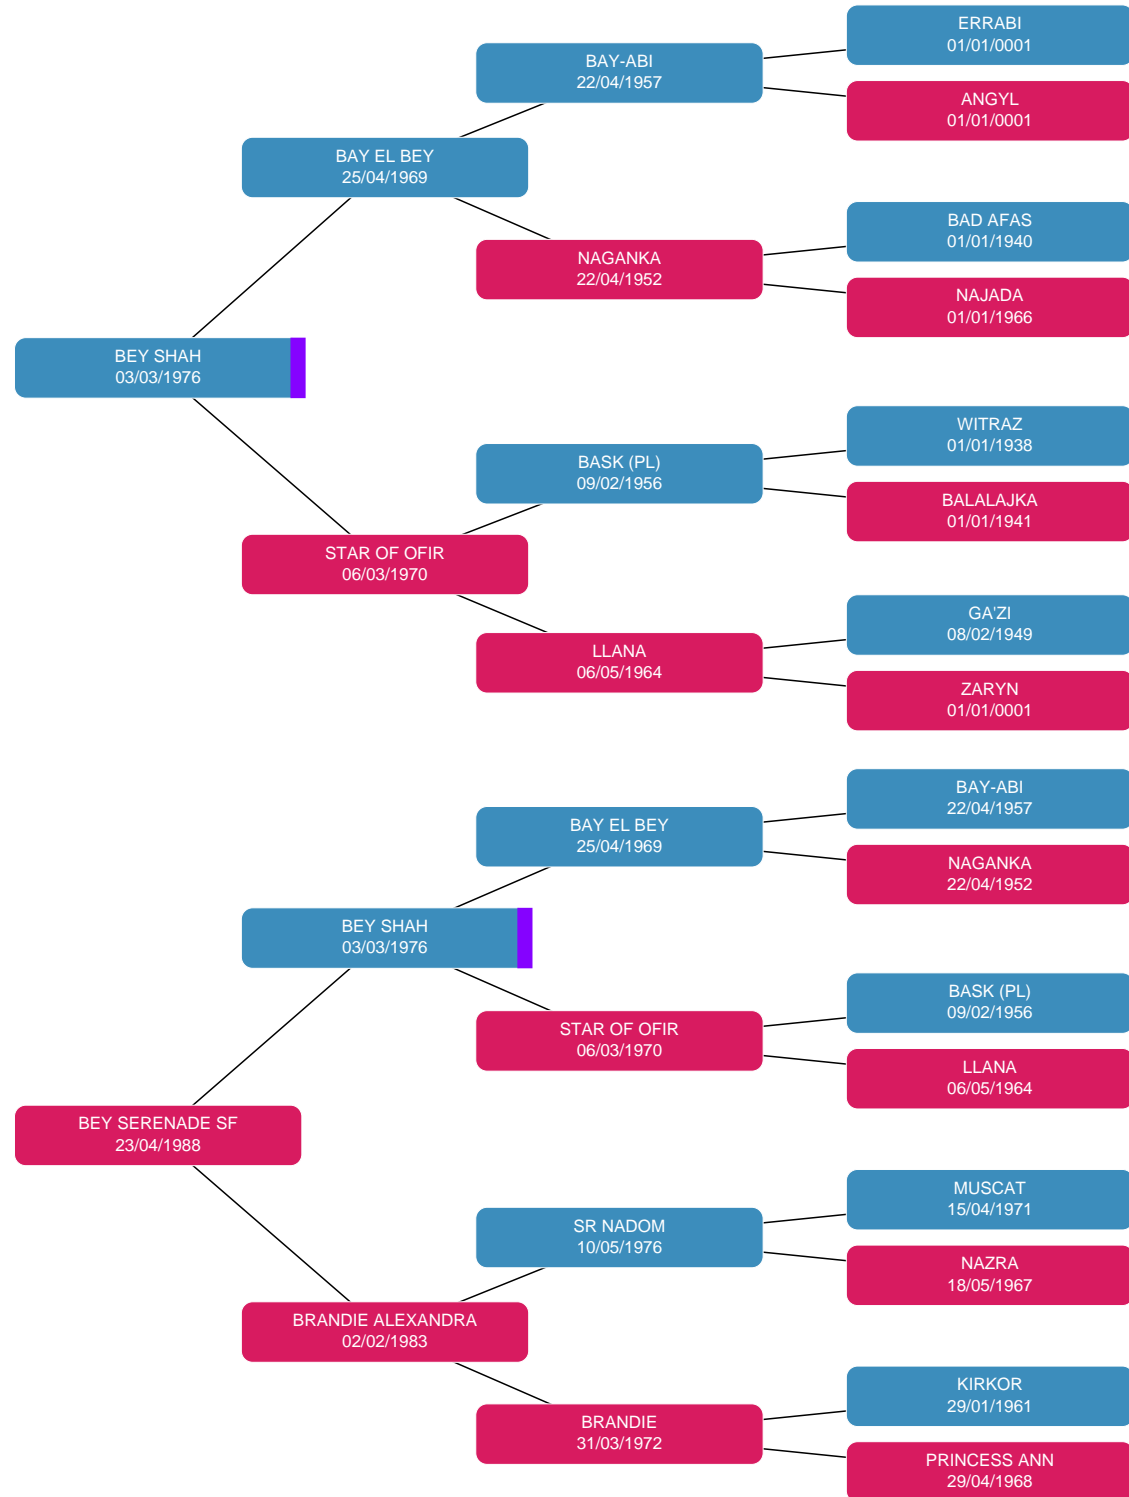 ERRABI
01/01/0001
BAY-ABI
22/04/1957
ANGYL
01/01/0001
BAY EL BEY
25/04/1969
BAD AFAS
01/01/1940
NAGANKA
22/04/1952
NAJADA
01/01/1966
BEY SHAH
03/03/1976
WITRAZ
01/01/1938
BASK (PL)
09/02/1956
BALALAJKA
01/01/1941
STAR OF OFIR
06/03/1970
GA'ZI
08/02/1949
LLANA
06/05/1964
ZARYN
01/01/0001
BAY-ABI
22/04/1957
BAY EL BEY
25/04/1969
NAGANKA
22/04/1952
BEY SHAH
03/03/1976
BASK (PL)
09/02/1956
STAR OF OFIR
06/03/1970
LLANA
06/05/1964
BEY SERENADE SF
23/04/1988
MUSCAT
15/04/1971
SR NADOM
10/05/1976
NAZRA
18/05/1967
BRANDIE ALEXANDRA
02/02/1983
KIRKOR
29/01/1961
BRANDIE
31/03/1972
PRINCESS ANN
29/04/1968